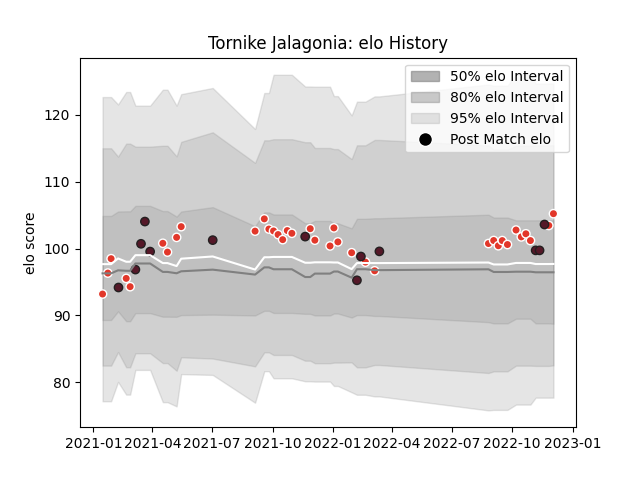 Tornike Jalagonia: elo History
50% elo Interval
80% elo Interval
95% elo Interval
Post Match elo
elo score
120
110
100
90
80
2021-01 2021-04 2021-07 2021-10 2022-01 2022-04 2022-07 2022-10 2023-01